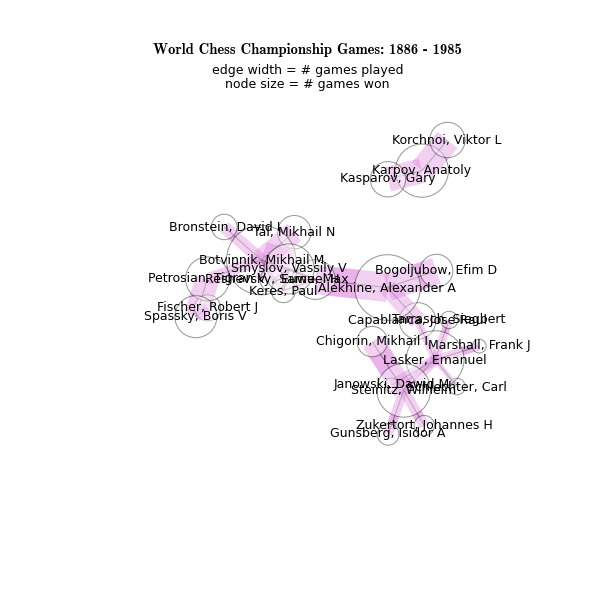 World Chess Championship Games: 1886 - 1985
edge width = # games played
node size = # games won
Korchnoi, Viktor L
Karpov, Anatoly
Kasparov, Gary
Bronstein, David I
Tal, Mikhail N
Botvinnik, Mikhail M
Smyslov, Vassily V
Bogoljubow, Efim D
Petrosian, Tigran V
Reshevsky, Samuel H
Euwe, Max
Alekhine, Alexander A
Keres, Paul
Fischer, Robert J
Spassky, Boris V
Capablanca, Jose Raul
Tarrasch, Siegbert
Chigorin, Mikhail I
Marshall, Frank J
Lasker, Emanuel
Janowski, Dawid M
Schlechter, Carl
Steinitz, Wilhelm
Zukertort, Johannes H
Gunsberg, Isidor A